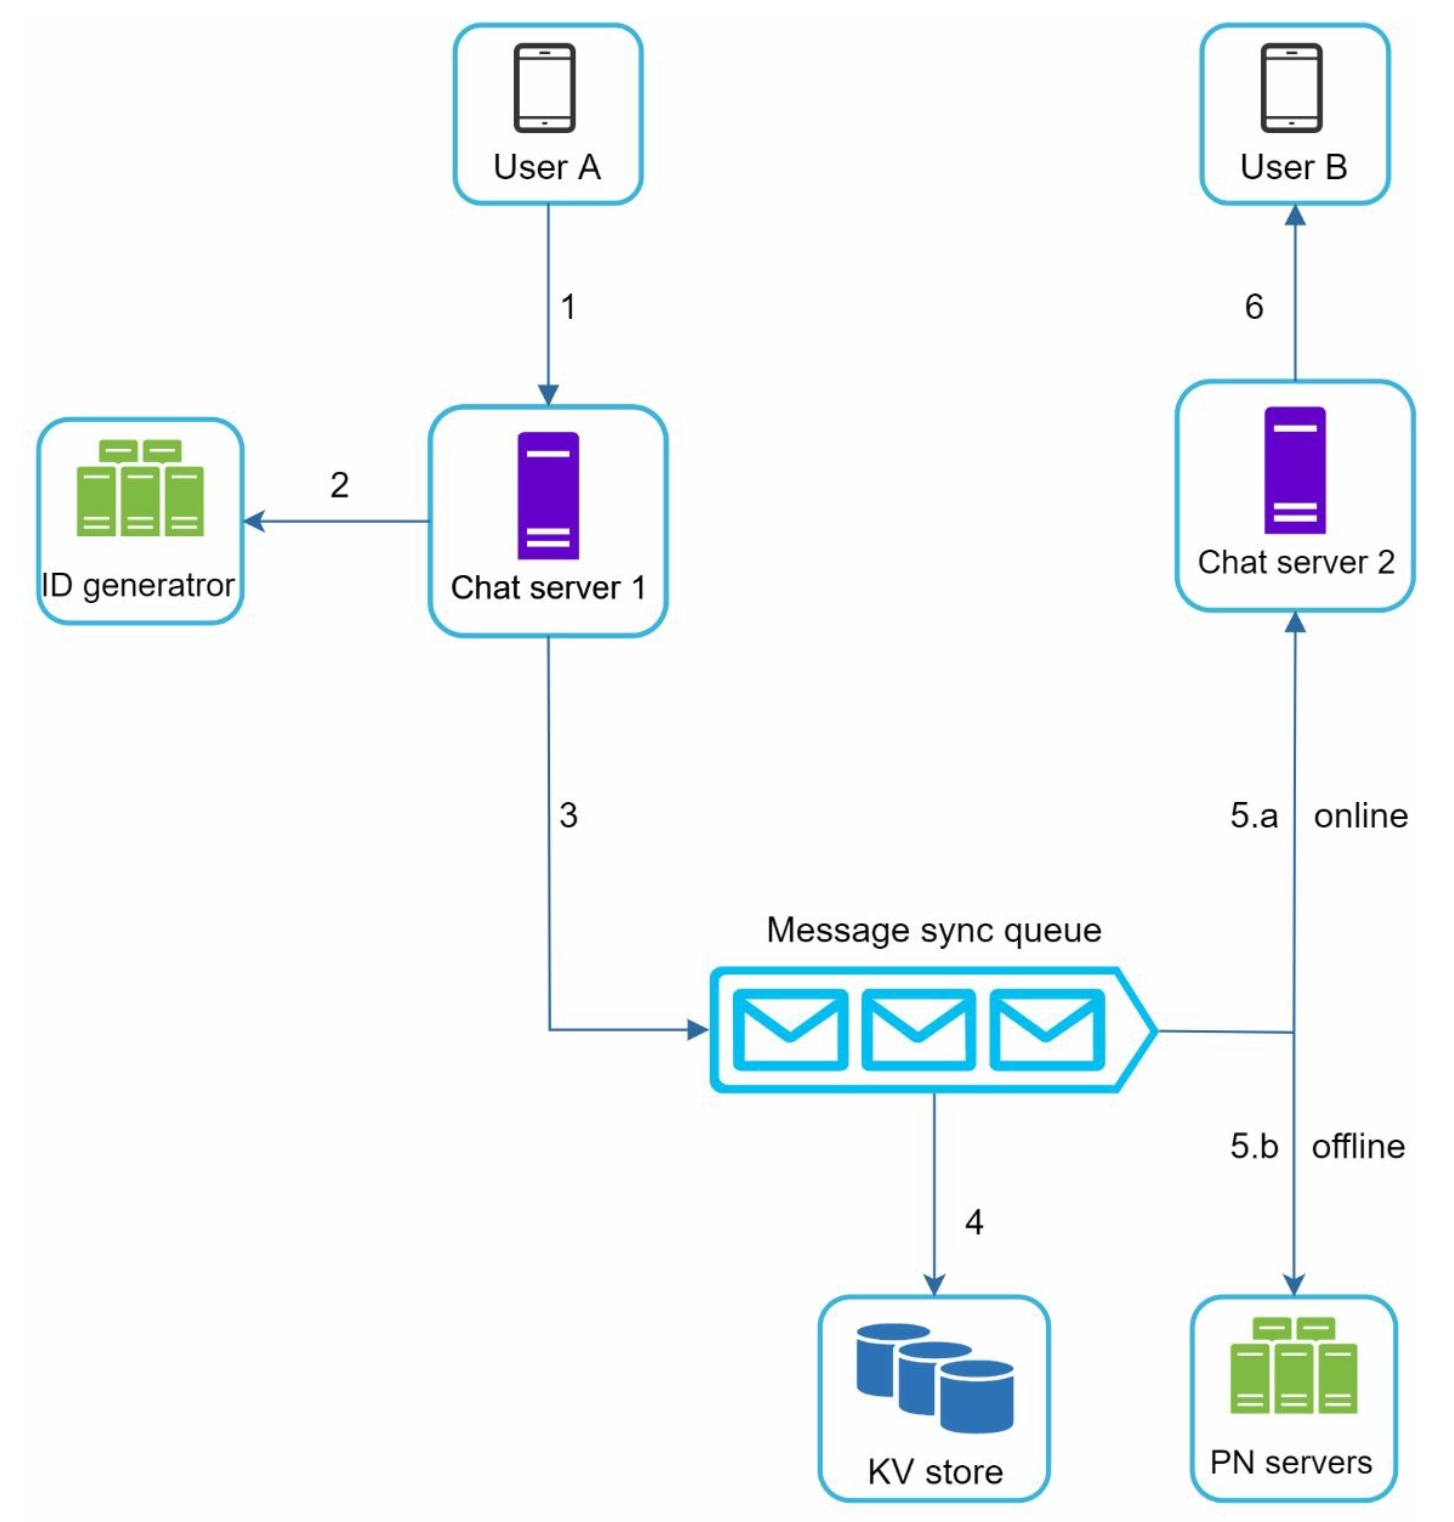 User A
User B
1
6
2
ID generatror
Chat server 1
Chat server 2
3
5.a online
Message sync queue
5.b offline
4
KV store
PN servers